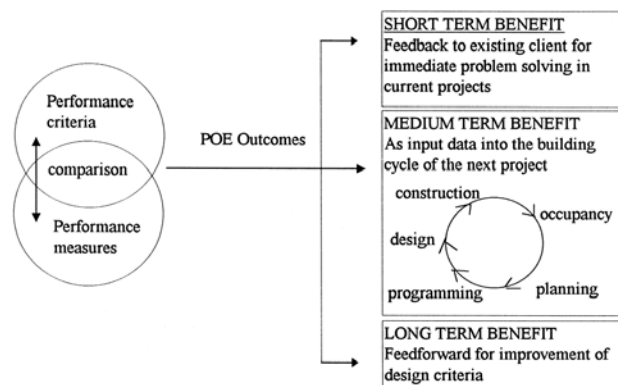 Performance
criteria
comparison
Performance
measures
POE Outcomes
SHORT TERM BENEFIT
Feedback to existing client for
immediate problem solving in
current projects
MEDIUM TERM BENEFIT
As input data into the building
cycle of the next project
construction
occupancy
design
programming
planning
LONG TERM BENEFIT
Feedforward for improvement of
design criteria